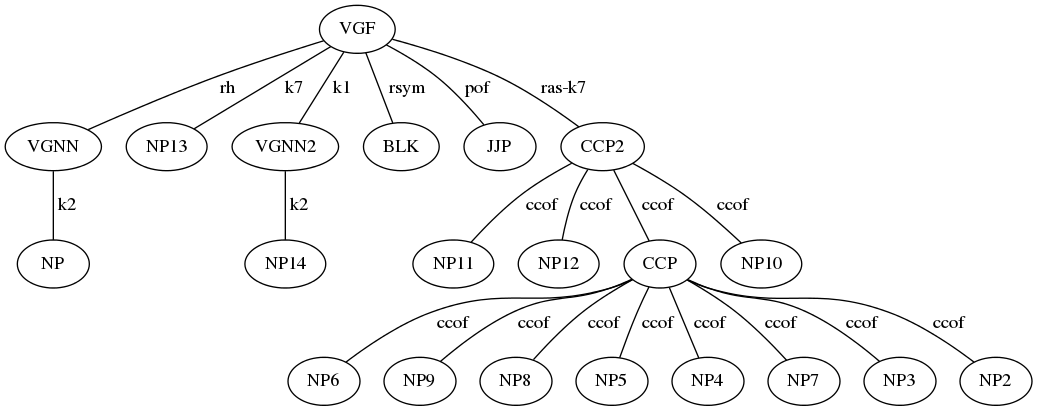 VGF
rh k7 k1 rsym pof ras-k7
VGNN NP13 VGNN2 BLK JJP CCP2
k2 k2 ccof ccof ccof ccof
NP NP14 NP11 NP12 CCP NP10
ccof ccof ccof ccof ccof ccof ccof ccof
NP6 NP9 NP8 NP5 NP4 NP7 NP3 NP2